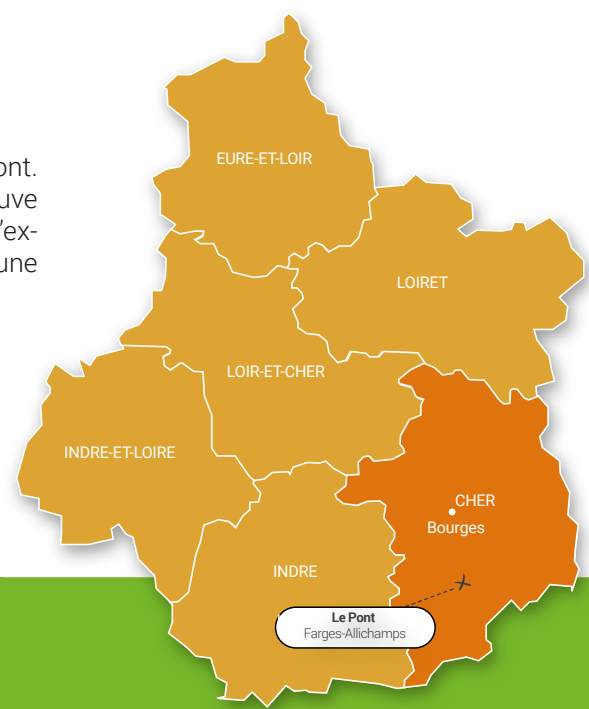 ont.
uve
'ex-
une
EURE-ET-LOIR
LOIRET
LOIR-ET-CHER
INDRE-ET-LOIRE
CHER
Bourges
INDRE
Le Pont
Farges-Allichamps